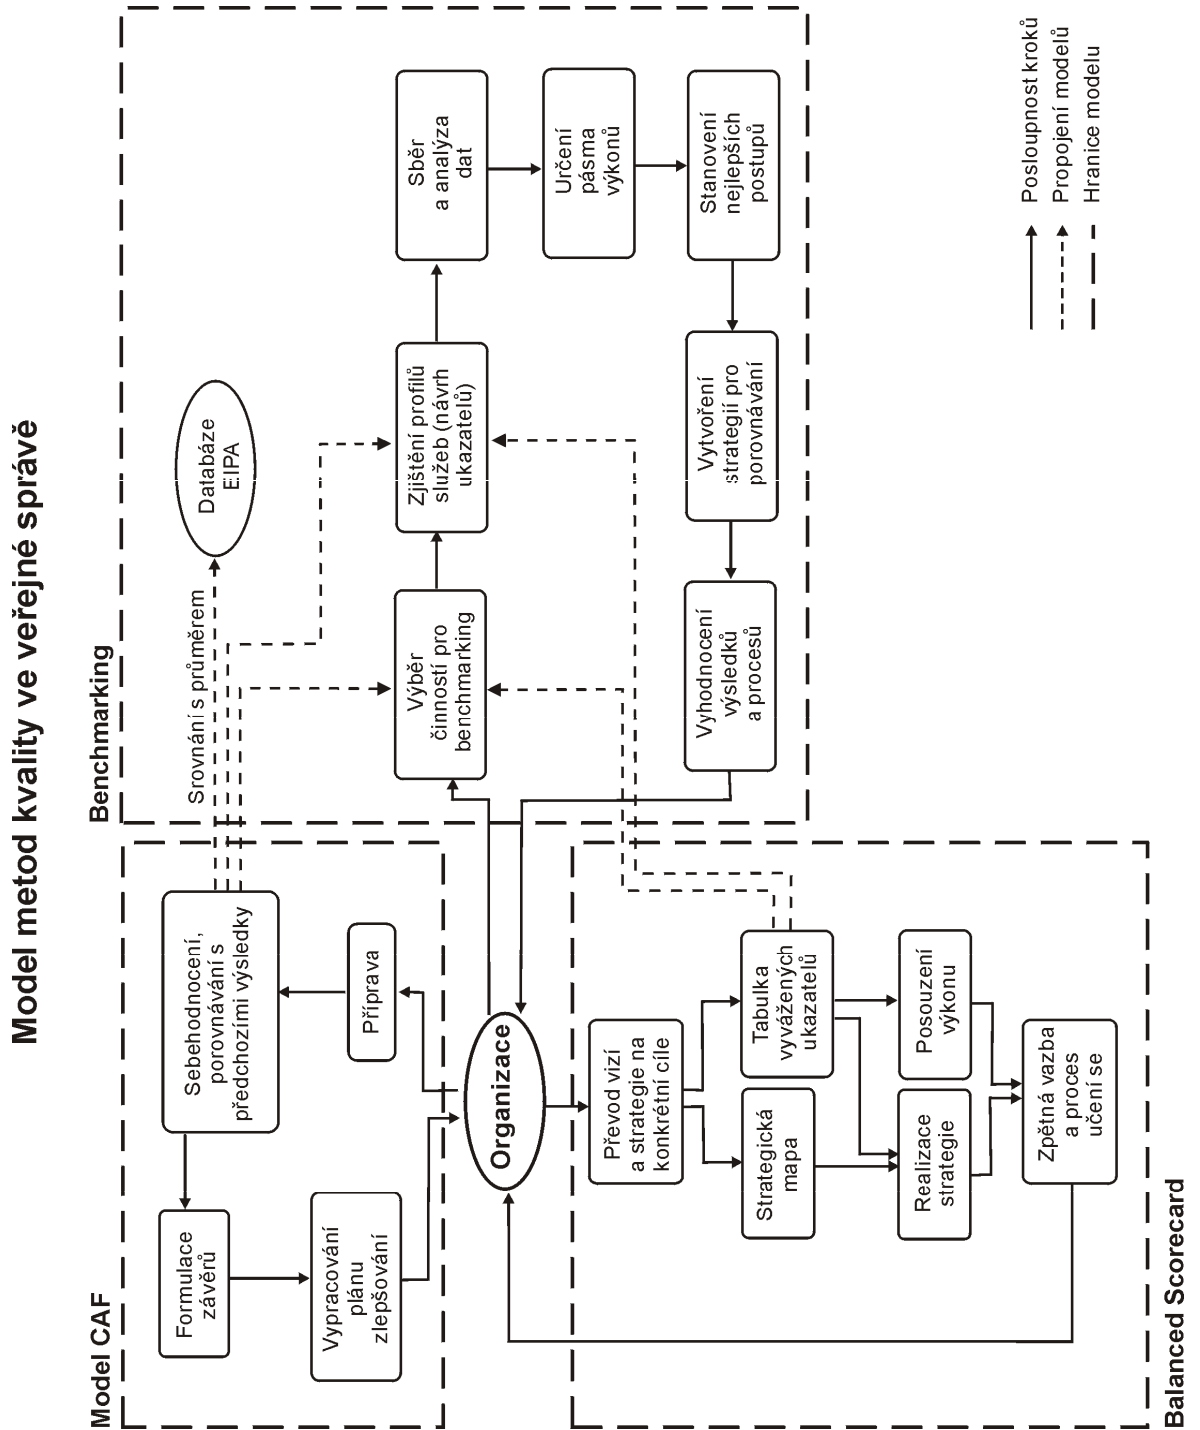 Model metod kvality ve veřejné správě
Model CAF
Formulace
závěrů
Vypracování
plánu
zlepšování
Sebehodnocení,
porovnávání s
předchozími výsledky
Příprava
Organizace
Benchmarking
Srovnání s průměrem
Databáze
EIPA
Výběr
činností pro
benchmarking
Zjištění profilů
služeb (návrh
ukazatelů)
Sběr
a analýza
dat
Určení
pásma
výkonů
Stanovení
nejlepších
postupů
Vytvoření
strategií pro
porovnávání
Vyhodnocení
výsledků
a procesů
Balanced Scorecard
Převod vizí
a strategie na
konkrétní cíle
Strategická
mapa
Tabulka
vyvážených
ukazatelů
Realizace
strategie
Posouzení
výkonu
Zpětná vazba
a proces
učení se
Posloupnost kroků
Propojení modelů
Hranice modelu